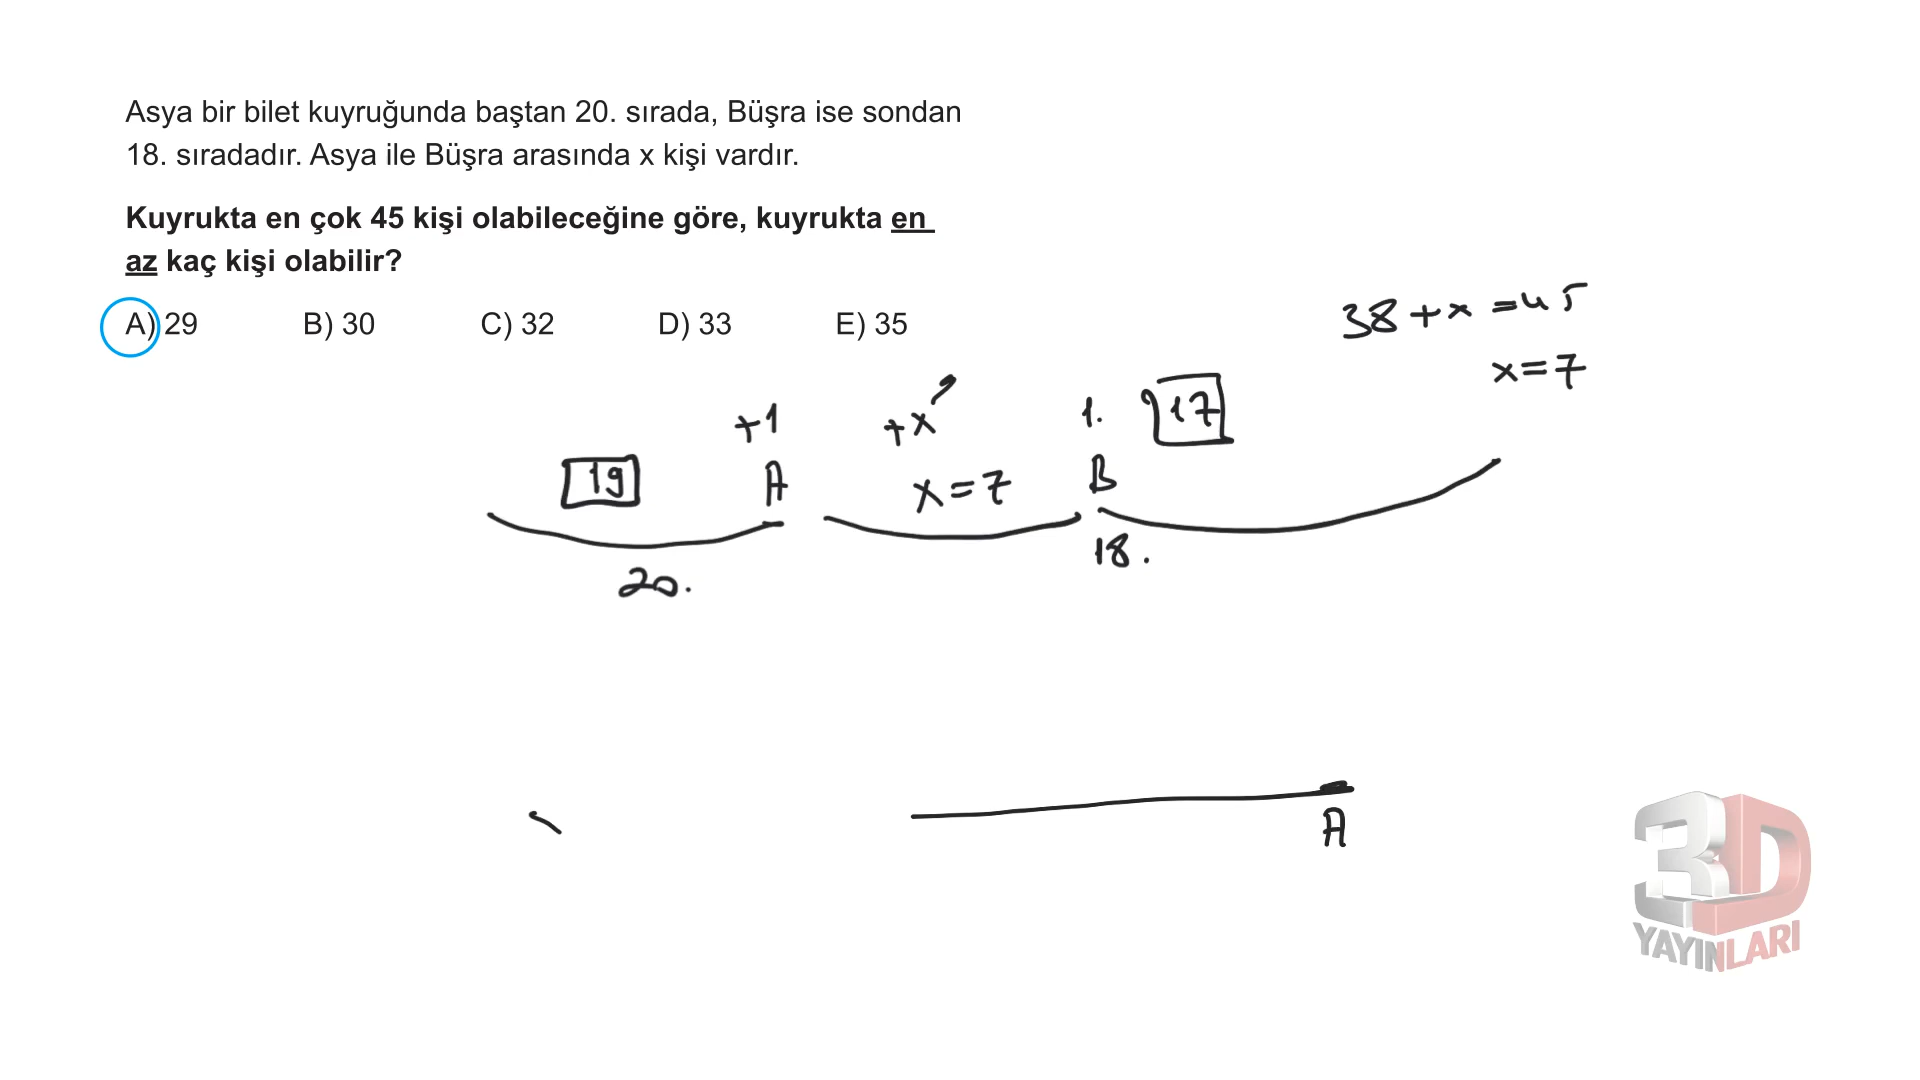 Asya bir bilet kuyruğunda baştan 20. sırada, Büşra ise sondan
18. sıradadır. Asya ile Büşra arasında x kişi vardır.
Kuyrukta en çok 45 kişi olabileceğine göre, kuyrukta en
az kaç kişi olabilir?
A) 29 B) 30 C) 32 D) 33 E) 35
38 + x = 45
x = 7
+1 +x 1. 17
19 A x = 7 B
20. 18.
A
3D
YAYINLARI